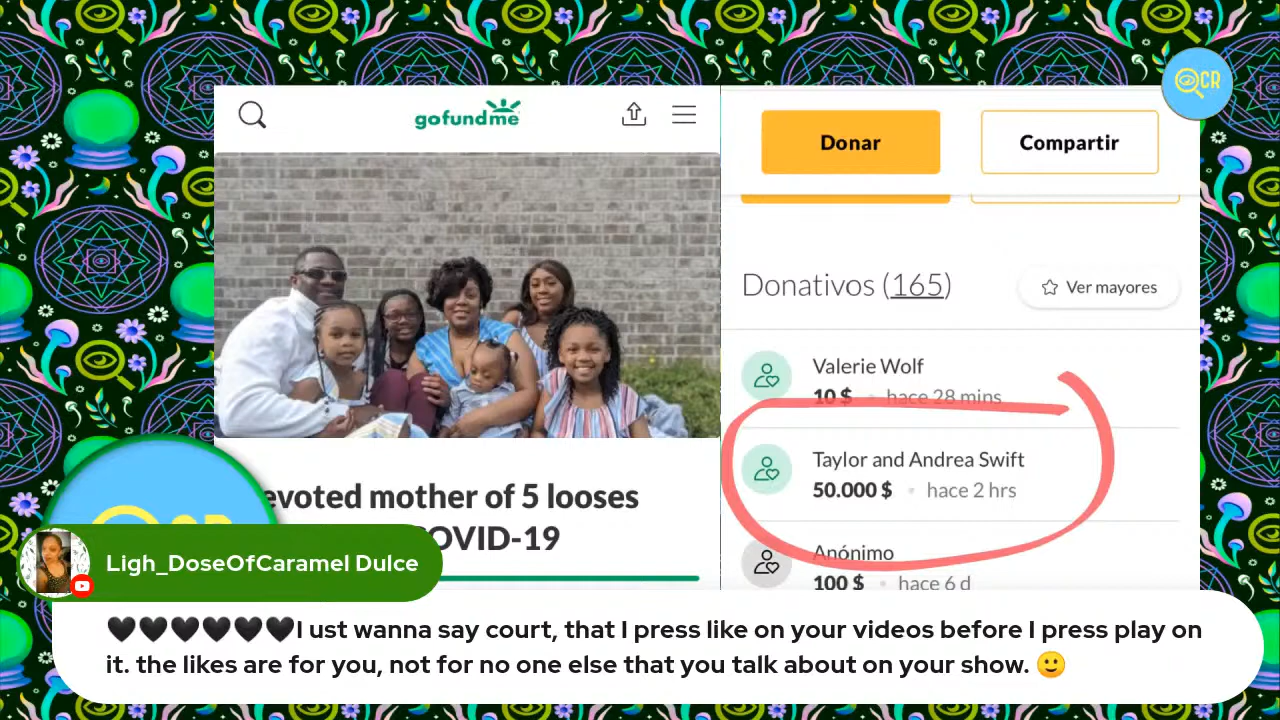 CR
gofundme
Donar
Compartir
Donativos (165)
Ver mayores
Valerie Wolf
10 $ • hace 28 mins
Taylor and Andrea Swift
50.000 $ • hace 2 hrs
Anónimo
100 $ • hace 6 d
evoted mother of 5 looses
OVID-19
Ligh_DoseOfCaramel Dulce
🖤🖤🖤🖤🖤🖤I ust wanna say court, that I press like on your videos before I press play on
it. the likes are for you, not for no one else that you talk about on your show. 🙂